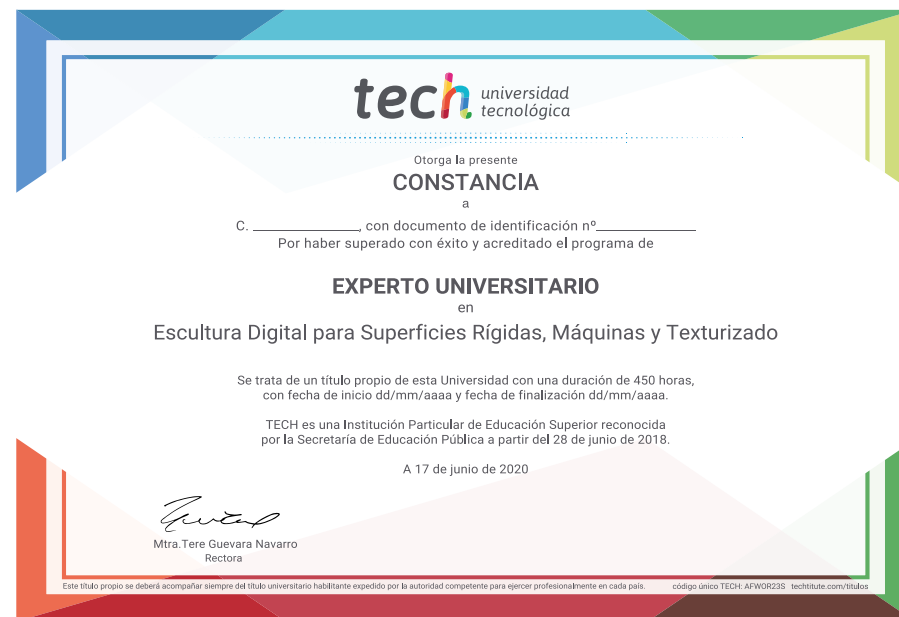 tech universidad
tecnológica
Otorga la presente
CONSTANCIA
a
C. ______________, con documento de identificación nº______________
Por haber superado con éxito y acreditado el programa de
EXPERTO UNIVERSITARIO
en
Escultura Digital para Superficies Rígidas, Máquinas y Texturizado
Se trata de un título propio de esta Universidad con una duración de 450 horas,
con fecha de inicio dd/mm/aaaa y fecha de finalización dd/mm/aaaa.
TECH es una Institución Particular de Educación Superior reconocida
por la Secretaría de Educación Pública a partir del 28 de junio de 2018.
A 17 de junio de 2020
Mtra.Tere Guevara Navarro
Rectora
Este título propio se deberá acompañar siempre del título universitario habilitante expedido por la autoridad competente para ejercer profesionalmente en cada país. código único TECH: AFWOR23S techtitute.com/titulos